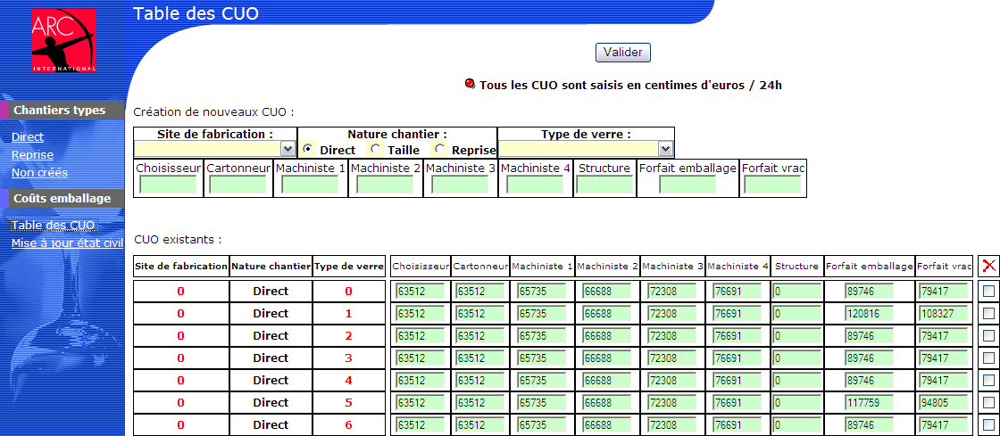 ARC
INTERNATIONAL
Table des CUO
Valider
Tous les CUO sont saisis en centimes d'euros / 24h
Chantiers types
Direct
Reprise
Non créés
Coûts emballage
Table des CUO
Mise à jour état civil
Création de nouveaux CUO :
Site de fabrication : Nature chantier : Type de verre :
Direct Taille Reprise
Choisisseur Cartonneur Machiniste 1 Machiniste 2 Machiniste 3 Machiniste 4 Structure Forfait emballage Forfait vrac
CUO existants :
Site de fabrication Nature chantier Type de verre Choisisseur Cartonneur Machiniste 1 Machiniste 2 Machiniste 3 Machiniste 4 Structure Forfait emballage Forfait vrac
0 Direct 0 63512 63512 65735 66688 72308 76691 0 89746 79417
0 Direct 1 63512 63512 65735 66688 72308 76691 0 120816 108327
0 Direct 2 63512 63512 65735 66688 72308 76691 0 89746 79417
0 Direct 3 63512 63512 65735 66688 72308 76691 0 89746 79417
0 Direct 4 63512 63512 65735 66688 72308 76691 0 89746 79417
0 Direct 5 63512 63512 65735 66688 72308 76691 0 117759 94805
0 Direct 6 63512 63512 65735 66688 72308 76691 0 89746 79417